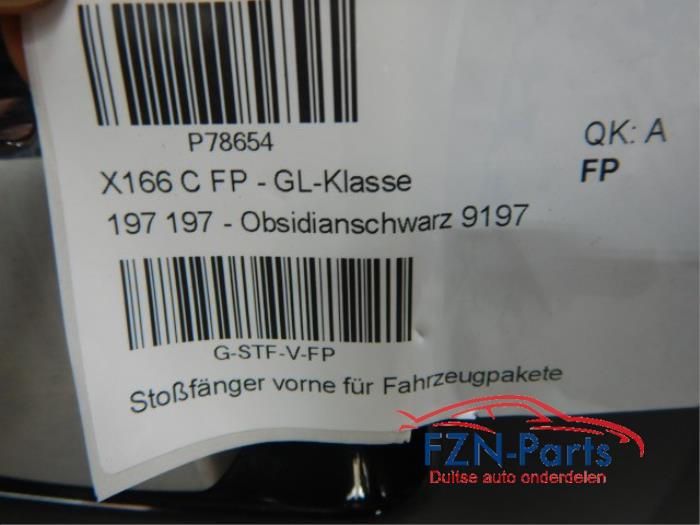 P78654
QK: A
X166 C FP - GL-Klasse
FP
197 197 - Obsidianschwarz 9197
G-STF-V-FP
Stoßfänger vorne für Fahrzeugpakete
FZN-Parts
Duitse auto onderdelen